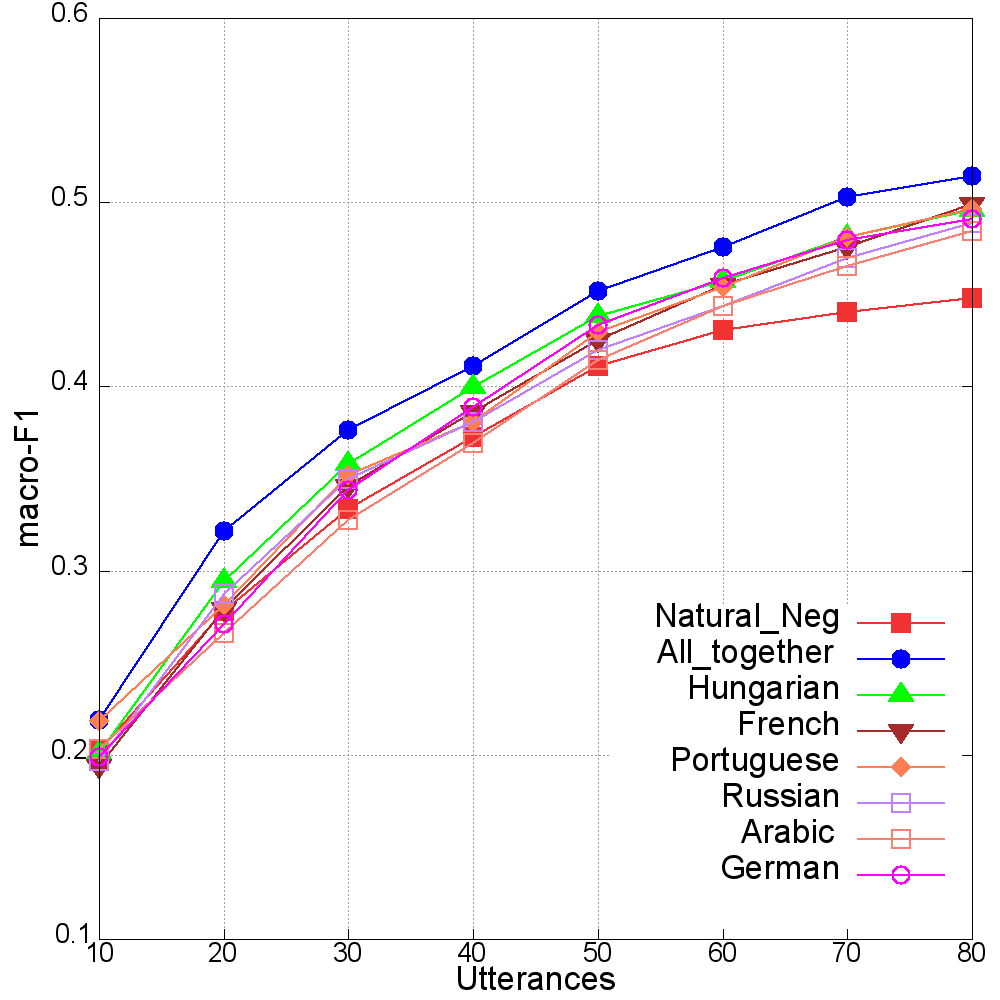 0.6
0.5
0.4
0.3
0.2
0.1
macro-F1
Natural_Neg
All_together
Hungarian
French
Portuguese
Russian
Arabic
German
10 20 30 40 50 60 70 80
Utterances